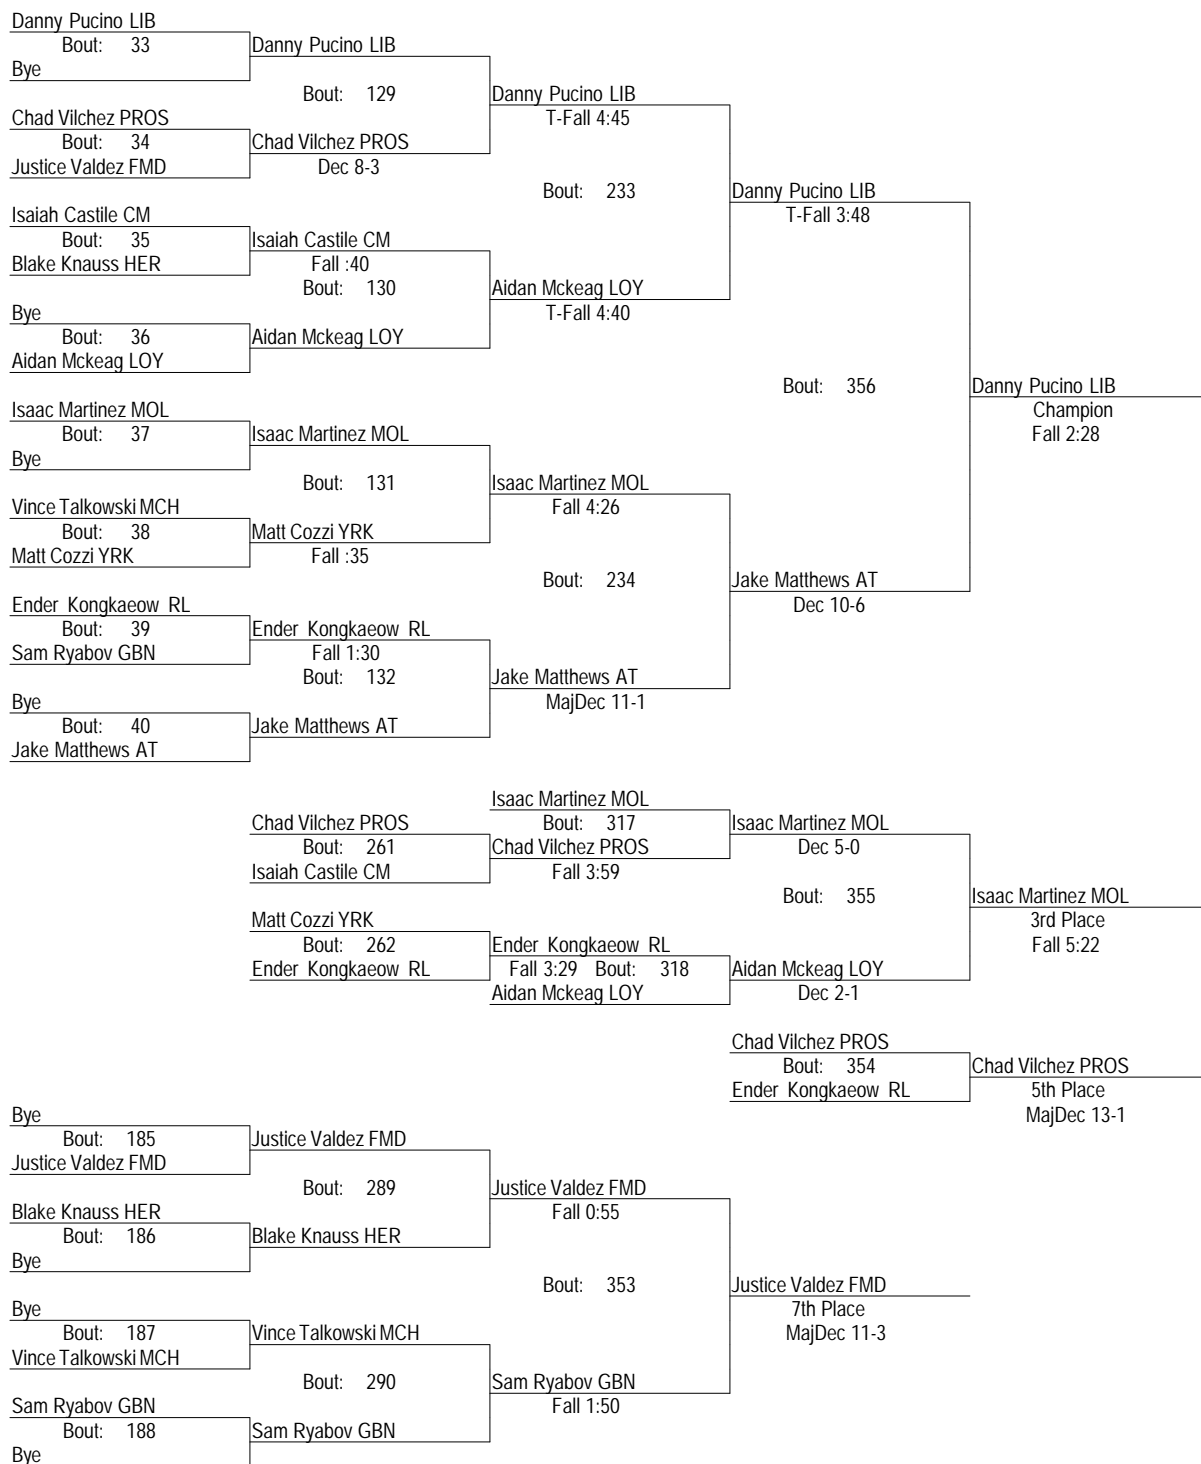 Danny Pucino LIB
Bout: 33
Danny Pucino LIB
Bye
Bout: 129
Danny Pucino LIB
T-Fall 4:45
Chad Vilchez PROS
Bout: 34
Chad Vilchez PROS
Justice Valdez FMD
Dec 8-3
Bout: 233
Danny Pucino LIB
T-Fall 3:48
Isaiah Castile CM
Bout: 35
Isaiah Castile CM
Blake Knauss HER
Fall :40
Bout: 130
Aidan Mckeag LOY
T-Fall 4:40
Bye
Bout: 36
Aidan Mckeag LOY
Aidan Mckeag LOY
Bout: 356
Danny Pucino LIB
Champion
Fall 2:28
Isaac Martinez MOL
Bout: 37
Isaac Martinez MOL
Bye
Bout: 131
Isaac Martinez MOL
Fall 4:26
Vince Talkowski MCH
Bout: 38
Matt Cozzi YRK
Matt Cozzi YRK
Fall :35
Bout: 234
Jake Matthews AT
Dec 10-6
Ender Kongkaeow RL
Bout: 39
Ender Kongkaeow RL
Sam Ryabov GBN
Fall 1:30
Bout: 132
Jake Matthews AT
MajDec 11-1
Bye
Bout: 40
Jake Matthews AT
Jake Matthews AT
Isaac Martinez MOL
Chad Vilchez PROS
Bout: 317
Isaac Martinez MOL
Bout: 261
Chad Vilchez PROS
Dec 5-0
Isaiah Castile CM
Fall 3:59
Bout: 355
Isaac Martinez MOL
3rd Place
Fall 5:22
Matt Cozzi YRK
Bout: 262
Ender Kongkaeow RL
Ender Kongkaeow RL
Fall 3:29 Bout: 318
Aidan Mckeag LOY
Aidan Mckeag LOY
Dec 2-1
Chad Vilchez PROS
Bout: 354
Chad Vilchez PROS
Ender Kongkaeow RL
5th Place
MajDec 13-1
Bye
Bout: 185
Justice Valdez FMD
Justice Valdez FMD
Bout: 289
Justice Valdez FMD
Fall 0:55
Blake Knauss HER
Bout: 186
Blake Knauss HER
Bye
Bout: 353
Justice Valdez FMD
7th Place
MajDec 11-3
Bye
Bout: 187
Vince Talkowski MCH
Vince Talkowski MCH
Bout: 290
Sam Ryabov GBN
Fall 1:50
Sam Ryabov GBN
Bout: 188
Sam Ryabov GBN
Bye